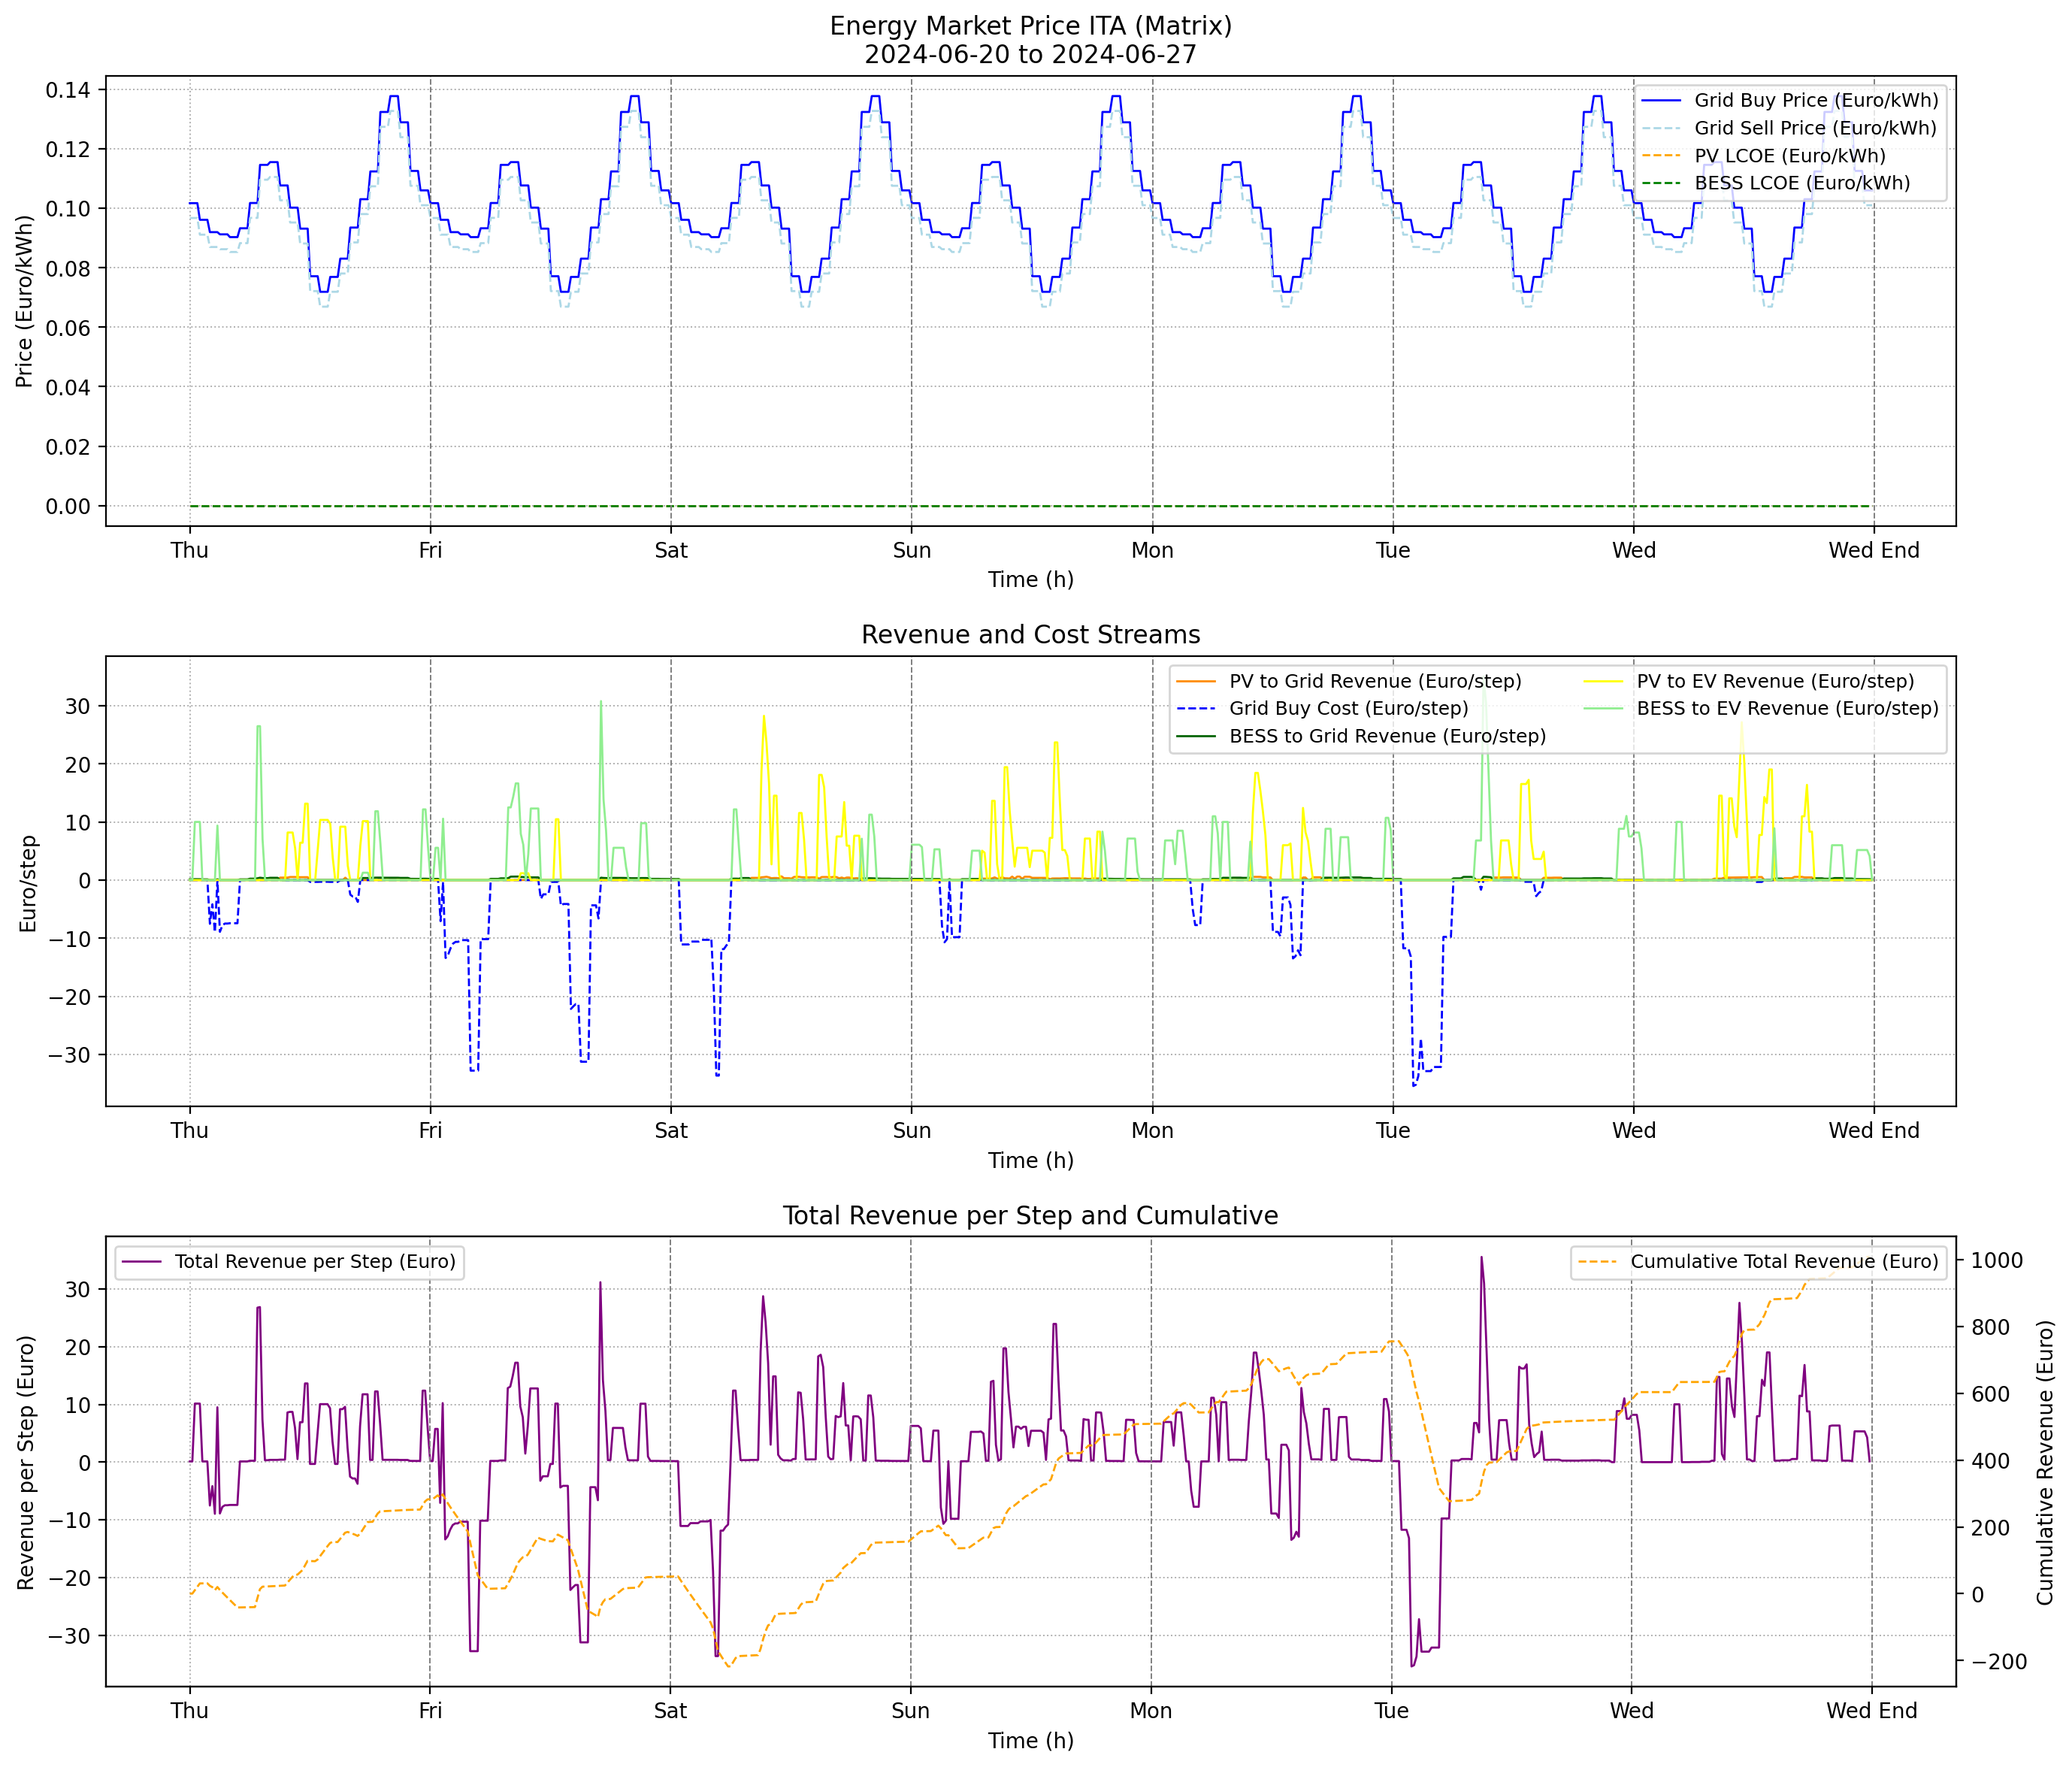 Energy Market Price ITA (Matrix)
2024-06-20 to 2024-06-27
Price (Euro/kWh)
0.14
0.12
0.10
0.08
0.06
0.04
0.02
0.00
Grid Buy Price (Euro/kWh)
Grid Sell Price (Euro/kWh)
PV LCOE (Euro/kWh)
BESS LCOE (Euro/kWh)
Thu Fri Sat Sun Mon Tue Wed Wed End
Time (h)
Revenue and Cost Streams
Euro/step
30
20
10
0
−10
−20
−30
PV to Grid Revenue (Euro/step)
Grid Buy Cost (Euro/step)
BESS to Grid Revenue (Euro/step)
PV to EV Revenue (Euro/step)
BESS to EV Revenue (Euro/step)
Thu Fri Sat Sun Mon Tue Wed Wed End
Time (h)
Total Revenue per Step and Cumulative
Revenue per Step (Euro)
30
20
10
0
−10
−20
−30
Total Revenue per Step (Euro)
Cumulative Total Revenue (Euro)
1000
800
600
400
200
0
−200
Cumulative Revenue (Euro)
Thu Fri Sat Sun Mon Tue Wed Wed End
Time (h)